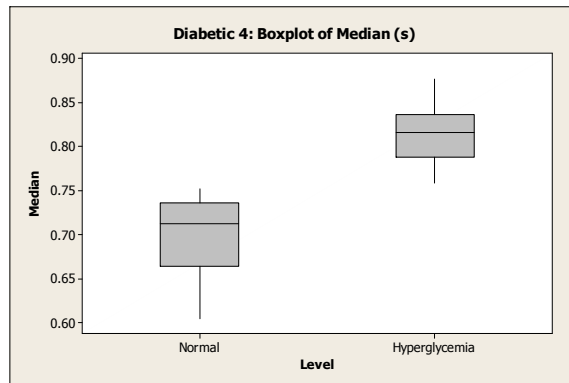 Diabetic 4: Boxplot of Median (s)
0.90
0.85
0.80
0.75
0.70
0.65
0.60
Median
Normal
Hyperglycemia
Level